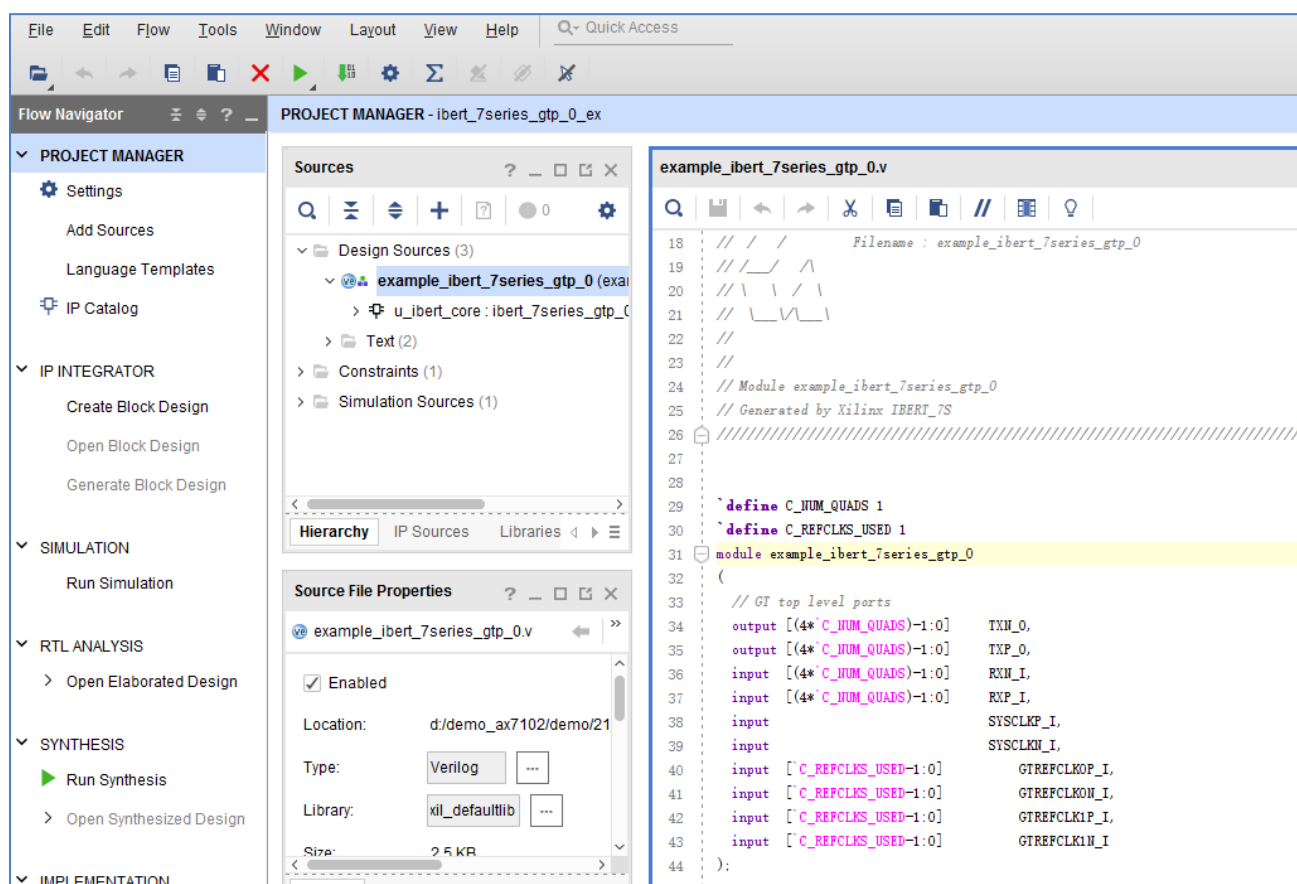 File Edit Flow Tools Window Layout View Help Quick Access
Flow Navigator
PROJECT MANAGER
Settings
Add Sources
Language Templates
IP Catalog
IP INTEGRATOR
Create Block Design
Open Block Design
Generate Block Design
SIMULATION
Run Simulation
RTL ANALYSIS
Open Elaborated Design
SYNTHESIS
Run Synthesis
Open Synthesized Design
IMPLEMENTATION
PROJECT MANAGER - ibert_7series_gtp_0_ex
Sources
0
Design Sources (3)
example_ibert_7series_gtp_0 (exa
u_ibert_core : ibert_7series_gtp_0
Text (2)
Constraints (1)
Simulation Sources (1)
Hierarchy IP Sources Libraries
Source File Properties
example_ibert_7series_gtp_0.v
Enabled
Location: d:/demo_ax7102/demo/21
Type: Verilog ...
Library: xil_defaultlib ...
Size: 2.5 KB
example_ibert_7series_gtp_0.v
18 // / / Filename : example_ibert_7series_gtp_0
19 // /___/ /\
20 // \ \ / \
21 // \___\/\___\
22 //
23 //
24 // Module example_ibert_7series_gtp_0
25 // Generated by Xilinx IBERT_7S
26 //////////////////////////////////////////////////////////////////////////////
27
28
29 `define C_NUM_QUADS 1
30 `define C_REFCLKS_USED 1
31 module example_ibert_7series_gtp_0
32 (
33 // GT top level ports
34 output [(4*`C_NUM_QUADS)-1:0] TXN_O,
35 output [(4*`C_NUM_QUADS)-1:0] TXP_O,
36 input [(4*`C_NUM_QUADS)-1:0] RXN_I,
37 input [(4*`C_NUM_QUADS)-1:0] RXP_I,
38 input SYSCLKP_I,
39 input SYSCLKN_I,
40 input [`C_REFCLKS_USED-1:0] GTREFCLK0P_I,
41 input [`C_REFCLKS_USED-1:0] GTREFCLK0N_I,
42 input [`C_REFCLKS_USED-1:0] GTREFCLK1P_I,
43 input [`C_REFCLKS_USED-1:0] GTREFCLK1N_I
44 );